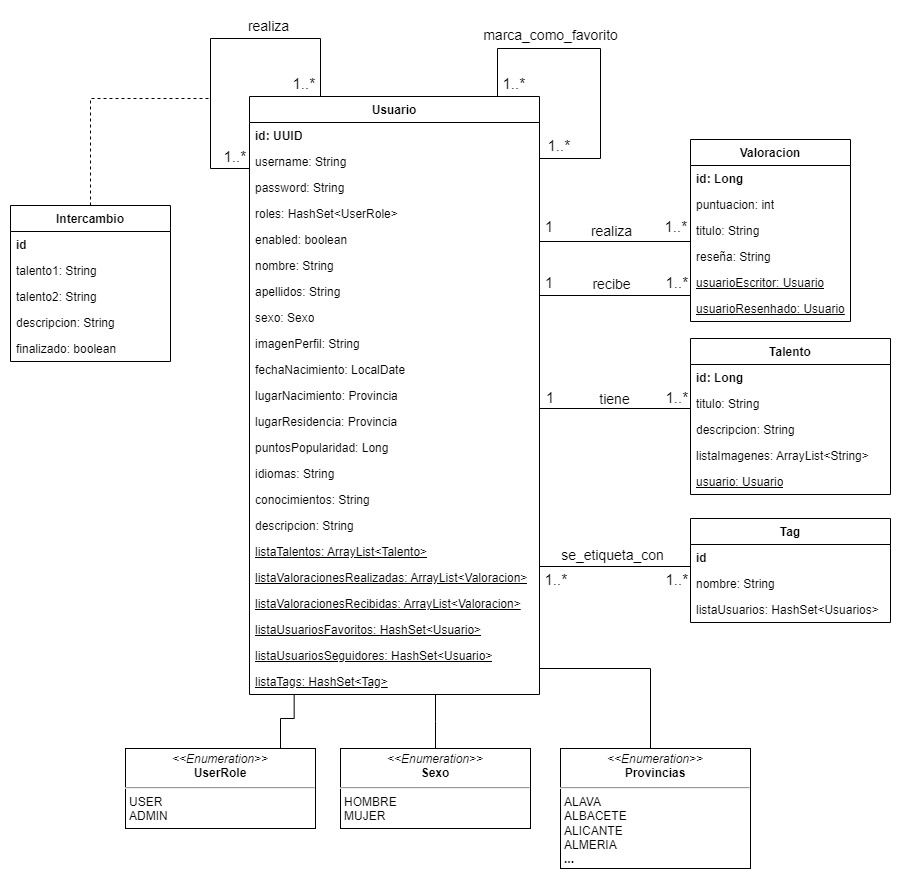 realiza
marca_como_favorito
1..*
1..*
1..*
1..*
Usuario
id: UUID
username: String
password: String
roles: HashSet<UserRole>
enabled: boolean
nombre: String
apellidos: String
sexo: Sexo
imagenPerfil: String
fechaNacimiento: LocalDate
lugarNacimiento: Provincia
lugarResidencia: Provincia
puntosPopularidad: Long
idiomas: String
conocimientos: String
descripcion: String
listaTalentos: ArrayList<Talento>
listaValoracionesRealizadas: ArrayList<Valoracion>
listaValoracionesRecibidas: ArrayList<Valoracion>
listaUsuariosFavoritos: HashSet<Usuario>
listaUsuariosSeguidores: HashSet<Usuario>
listaTags: HashSet<Tag>
Intercambio
id
talento1: String
talento2: String
descripcion: String
finalizado: boolean
1 realiza 1..*
1 recibe 1..*
Valoracion
id: Long
puntuacion: int
titulo: String
reseña: String
usuarioEscritor: Usuario
usuarioResenhado: Usuario
1 tiene 1..*
Talento
id: Long
titulo: String
descripcion: String
listaImagenes: ArrayList<String>
usuario: Usuario
se_etiqueta_con
1..* 1..*
Tag
id
nombre: String
listaUsuarios: HashSet<Usuarios>
<<Enumeration>>
UserRole
USER
ADMIN
<<Enumeration>>
Sexo
HOMBRE
MUJER
<<Enumeration>>
Provincias
ALAVA
ALBACETE
ALICANTE
ALMERIA
...